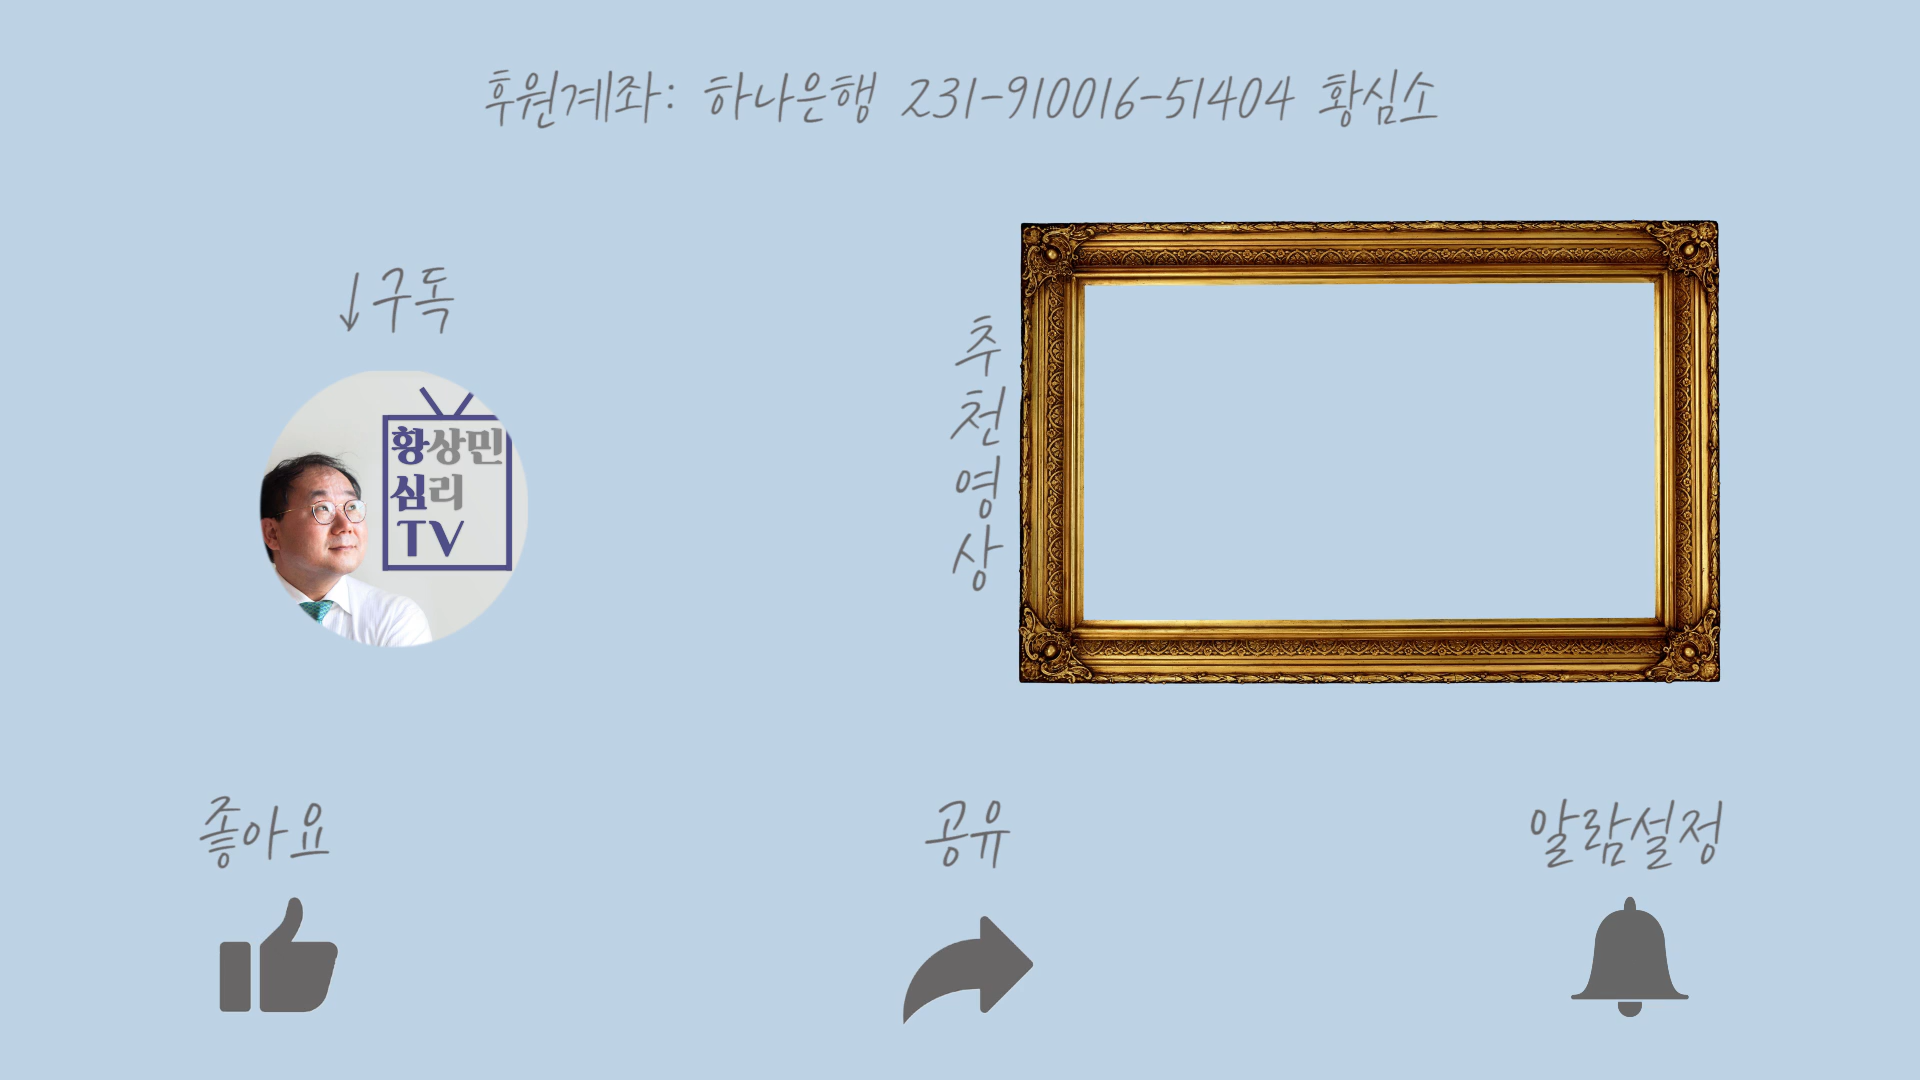 후원계좌: 하나은행 231-910016-51404 황심소
↓구독
황상민
심리
TV
추천영상
좋아요
공유
알람설정